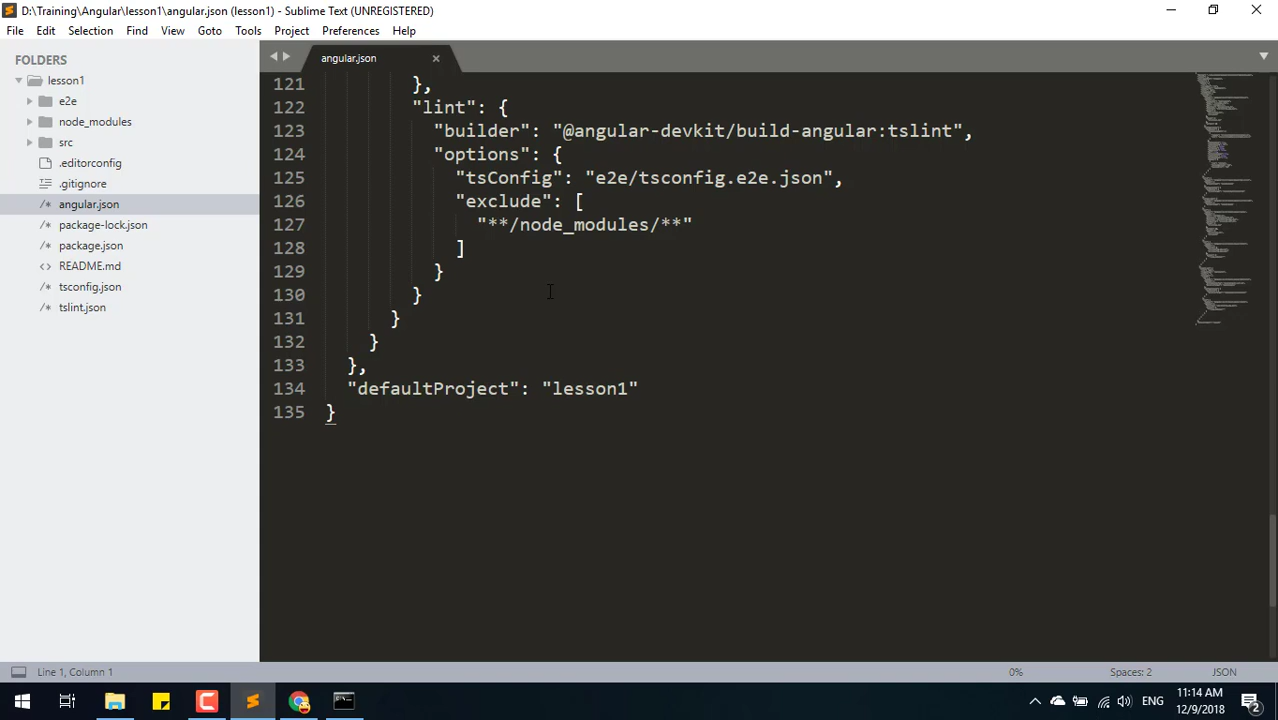 D:\Training\Angular\lesson1\angular.json (lesson1) - Sublime Text (UNREGISTERED)
File Edit Selection Find View Goto Tools Project Preferences Help
FOLDERS
lesson1
e2e
node_modules
src
.editorconfig
.gitignore
angular.json
package-lock.json
package.json
README.md
tsconfig.json
tslint.json
angular.json
121 },
122 "lint": {
123 "builder": "@angular-devkit/build-angular:tslint",
124 "options": {
125 "tsConfig": "e2e/tsconfig.e2e.json",
126 "exclude": [
127 "**/node_modules/**"
128 ]
129 }
130 }
131 }
132 }
133 },
134 "defaultProject": "lesson1"
135 }
Line 1, Column 1 0% Spaces: 2 JSON
ENG 11:14 AM
12/9/2018
2